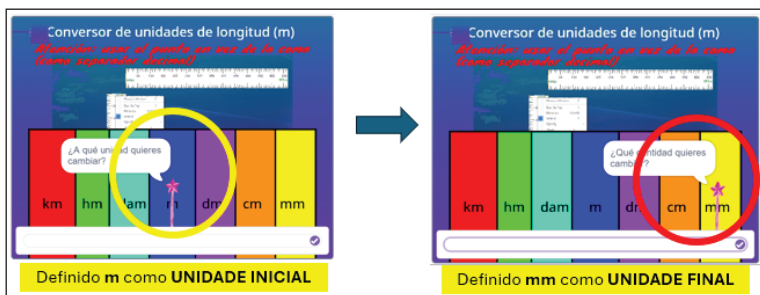 Conversor de unidades de longitud (m)
Atención: usar el punto en vez de la coma
(como separador decimal)!
¿A qué unidad quieres
cambiar?
km hm dam m dm cm mm
Definido m como UNIDADE INICIAL
Conversor de unidades de longitud (m)
Atención: usar el punto en vez de la coma
(como separador decimal)!
¿Qué cantidad quieres
cambiar?
km hm dam m dm cm mm
Definido mm como UNIDADE FINAL